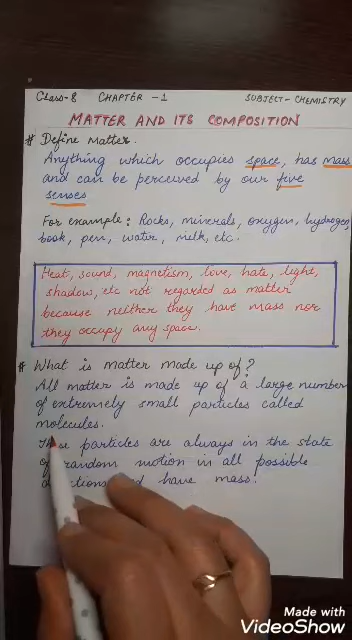 Class-8 CHAPTER -1 SUBJECT- CHEMISTRY
MATTER AND ITS COMPOSITION
# Define Matter.
Anything which occupies space, has mass
and can be perceived by our five
senses
For example: Rocks, minerals, oxygen, hydrogen,
book, pen, water, milk, etc.
Heat, sound, magnetism, love, hate, light,
shadow, etc not regarded as matter
because neither they have mass nor
they occupy any space.
# What is matter made up of?
All matter is made up of a large number
of extremely small particles called
molecules.
These particles are always in the state
of random motion in all possible
have mass.
Made with
VideoShow